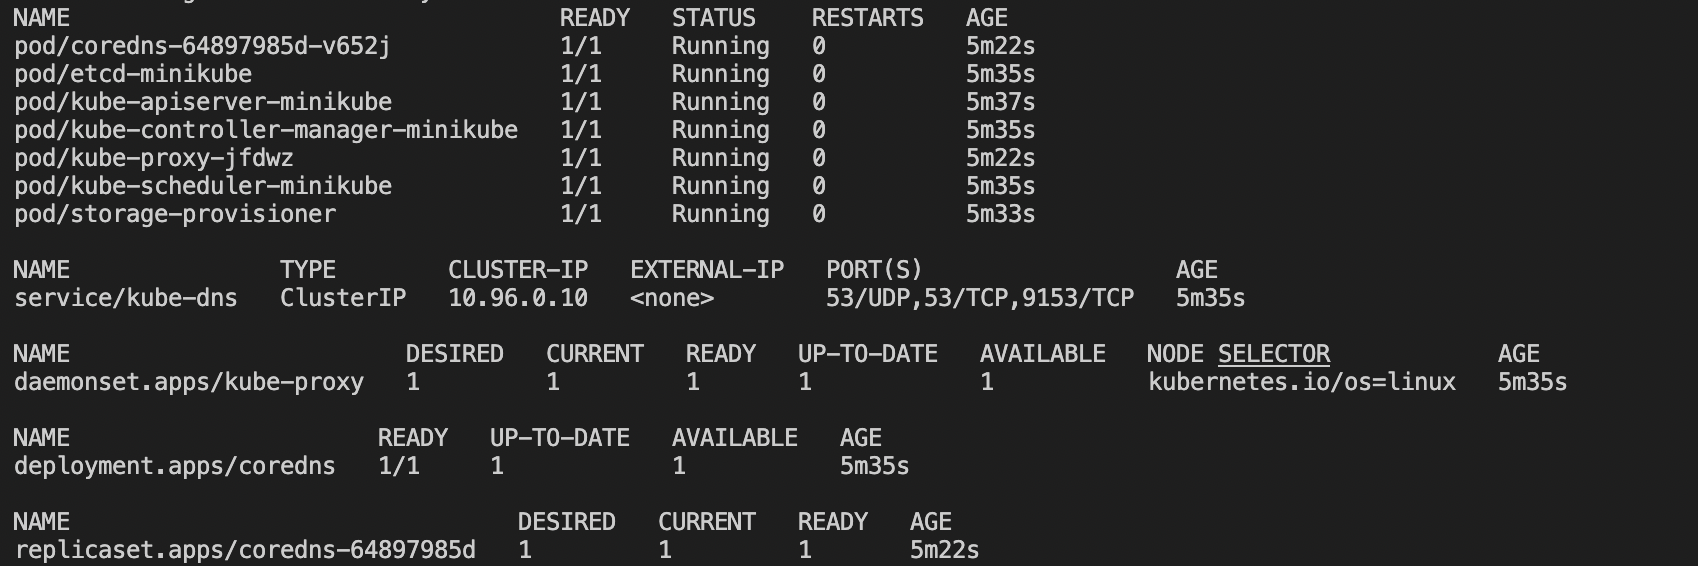 NAME READY STATUS RESTARTS AGE
pod/coredns-64897985d-v652j 1/1 Running 0 5m22s
pod/etcd-minikube 1/1 Running 0 5m35s
pod/kube-apiserver-minikube 1/1 Running 0 5m37s
pod/kube-controller-manager-minikube 1/1 Running 0 5m35s
pod/kube-proxy-jfdwz 1/1 Running 0 5m22s
pod/kube-scheduler-minikube 1/1 Running 0 5m35s
pod/storage-provisioner 1/1 Running 0 5m33s
NAME TYPE CLUSTER-IP EXTERNAL-IP PORT(S) AGE
service/kube-dns ClusterIP 10.96.0.10 <none> 53/UDP,53/TCP,9153/TCP 5m35s
NAME DESIRED CURRENT READY UP-TO-DATE AVAILABLE NODE SELECTOR AGE
daemonset.apps/kube-proxy 1 1 1 1 1 kubernetes.io/os=linux 5m35s
NAME READY UP-TO-DATE AVAILABLE AGE
deployment.apps/coredns 1/1 1 1 5m35s
NAME DESIRED CURRENT READY AGE
replicaset.apps/coredns-64897985d 1 1 1 5m22s